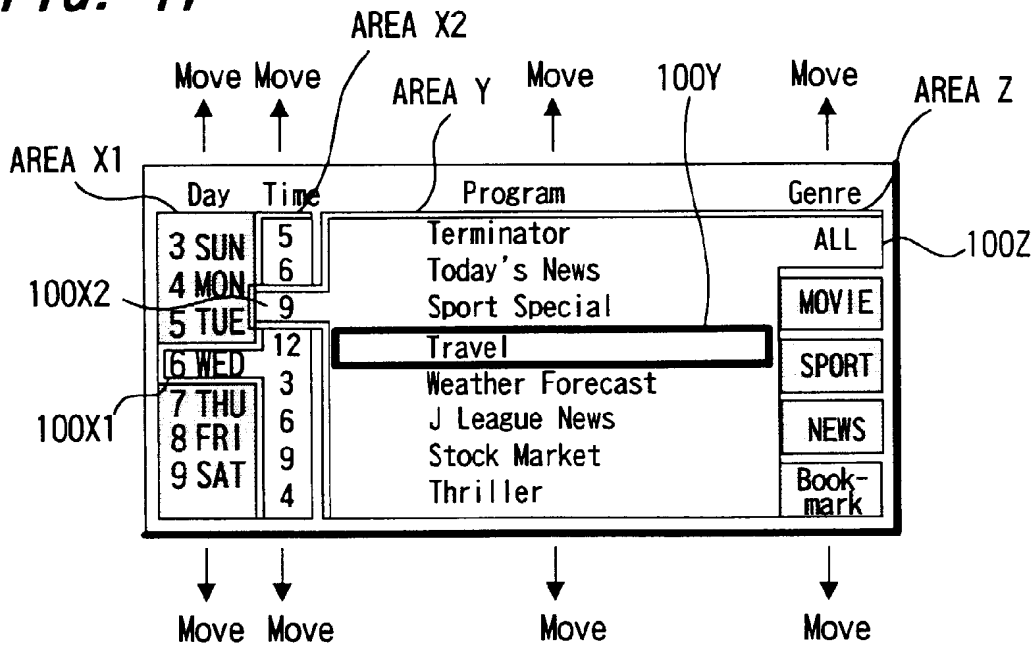 FIG.
AREA X2
Move Move Move Move
AREA Y 100Y AREA Z
AREA X1
Day Time Program Genre
3 SUN 5 Terminator ALL 100Z
4 MON 6 Today's News
100X2 5 TUE 9 Sport Special MOVIE
6 WED 12 Travel SPORT
100X1 7 THU 3 Weather Forecast
8 FRI 6 J League News NEWS
9 SAT 9 Stock Market
4 Thriller Book-
mark
Move Move Move Move